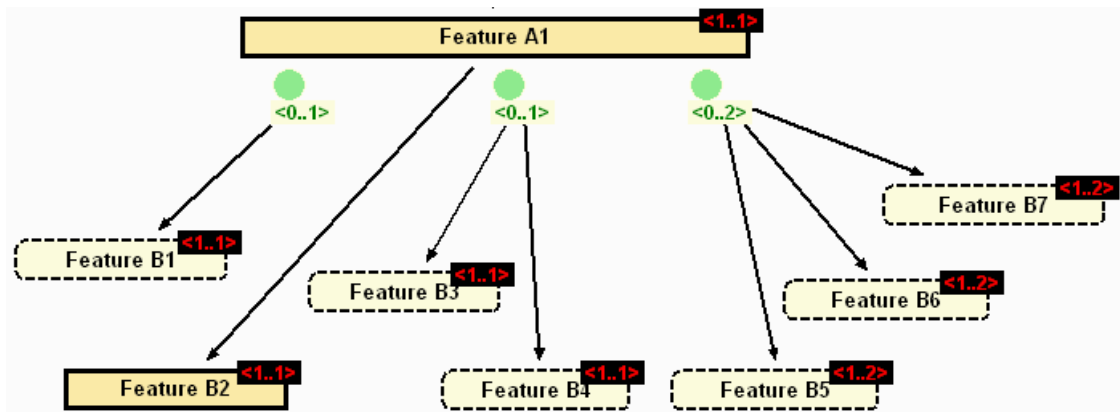 <1..1>
Feature A1
<0..1>
<0..1>
<0..2>
<1..2>
Feature B7
<1..1>
Feature B1
<1..1>
Feature B3
<1..2>
Feature B6
<1..1>
Feature B2
<1..1>
Feature B4
<1..2>
Feature B5